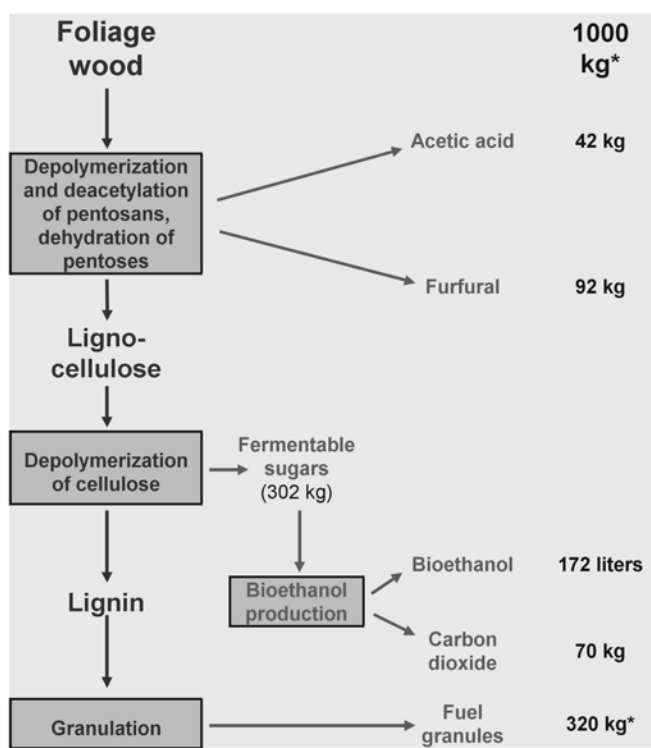 Foliage
wood
1000
kg*
Depolymerization
and deacetylation
of pentosans,
dehydration of
pentoses
Acetic acid
42 kg
Furfural
92 kg
Ligno-
cellulose
Depolymerization
of cellulose
Fermentable
sugars
(302 kg)
Bioethanol
production
Bioethanol
172 liters
Carbon
dioxide
70 kg
Lignin
Granulation
Fuel
granules
320 kg*